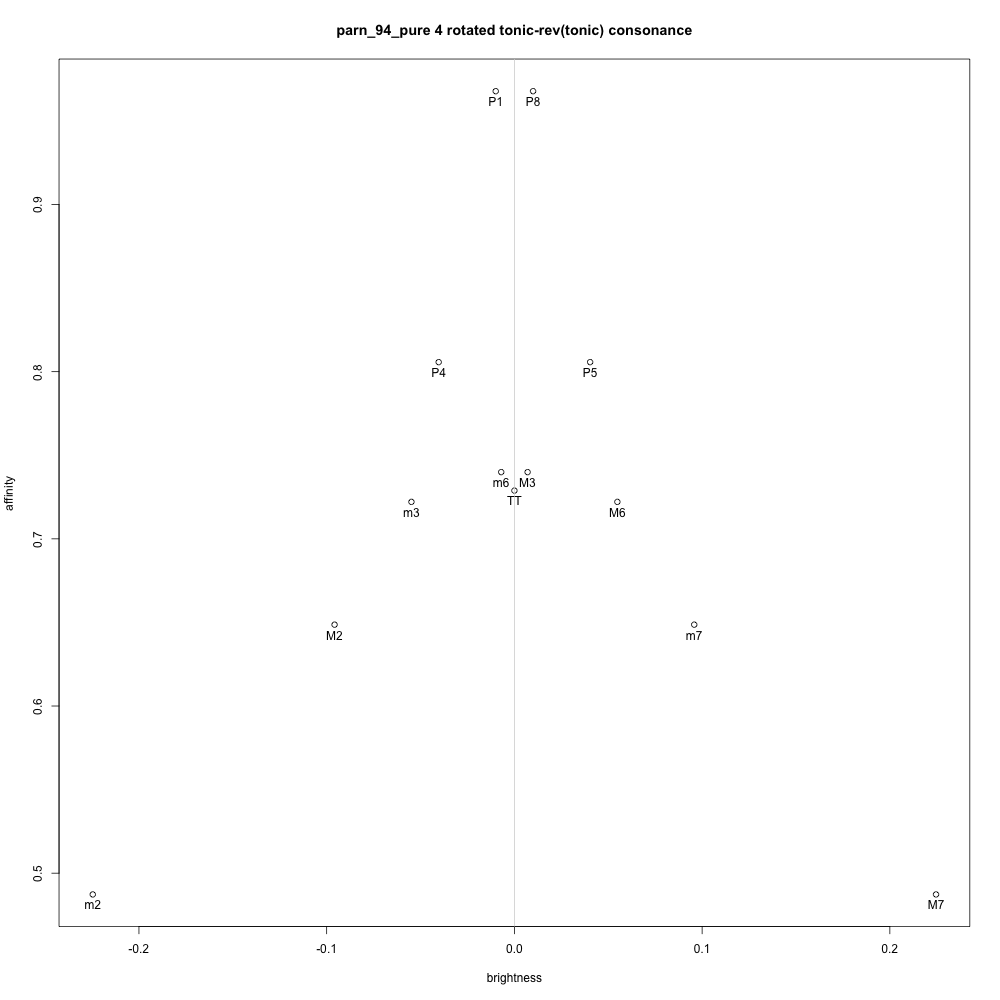 parn_94_pure 4 rotated tonic-rev(tonic) consonance
P1 P8
0.9
P4 P5
0.8
m6 M3
TT
m3 M6
0.7
M2 m7
0.6
0.5
m2 M7
-0.2 -0.1 0.0 0.1 0.2
brightness
affinity